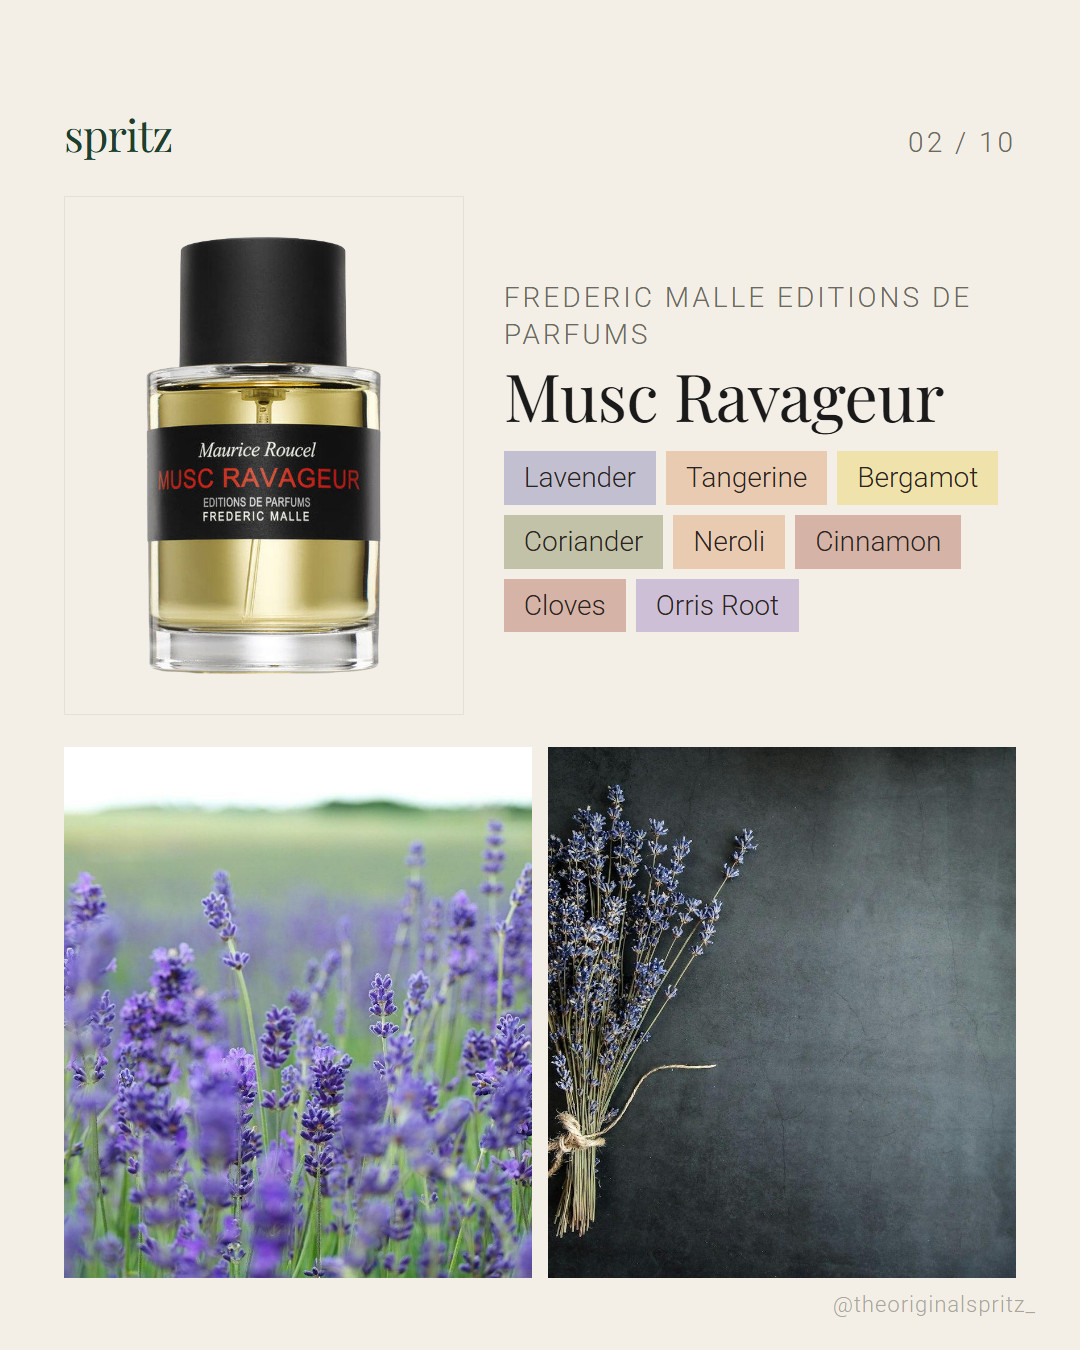 spritz
02 / 10
Maurice Roucel
MUSC RAVAGEUR
EDITIONS DE PARFUMS
FREDERIC MALLE
FREDERIC MALLE EDITIONS DE
PARFUMS
Musc Ravageur
Lavender
Tangerine
Bergamot
Coriander
Neroli
Cinnamon
Cloves
Orris Root
@theoriginalspritz_